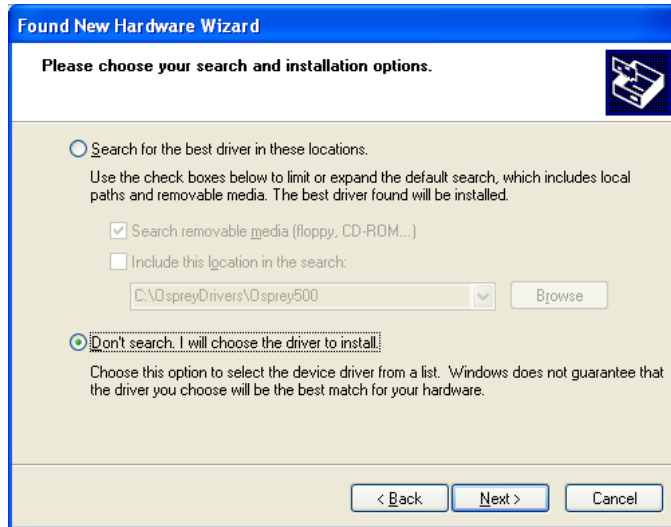 Found New Hardware Wizard
Please choose your search and installation options.
Search for the best driver in these locations.
Use the check boxes below to limit or expand the default search, which includes local
paths and removable media. The best driver found will be installed.
Search removable media (floppy, CD-ROM...)
Include this location in the search:
C:\OspreyDrivers\Osprey500
Browse
Don't search. I will choose the driver to install.
Choose this option to select the device driver from a list.  Windows does not guarantee that
the driver you choose will be the best match for your hardware.
< Back
Next >
Cancel